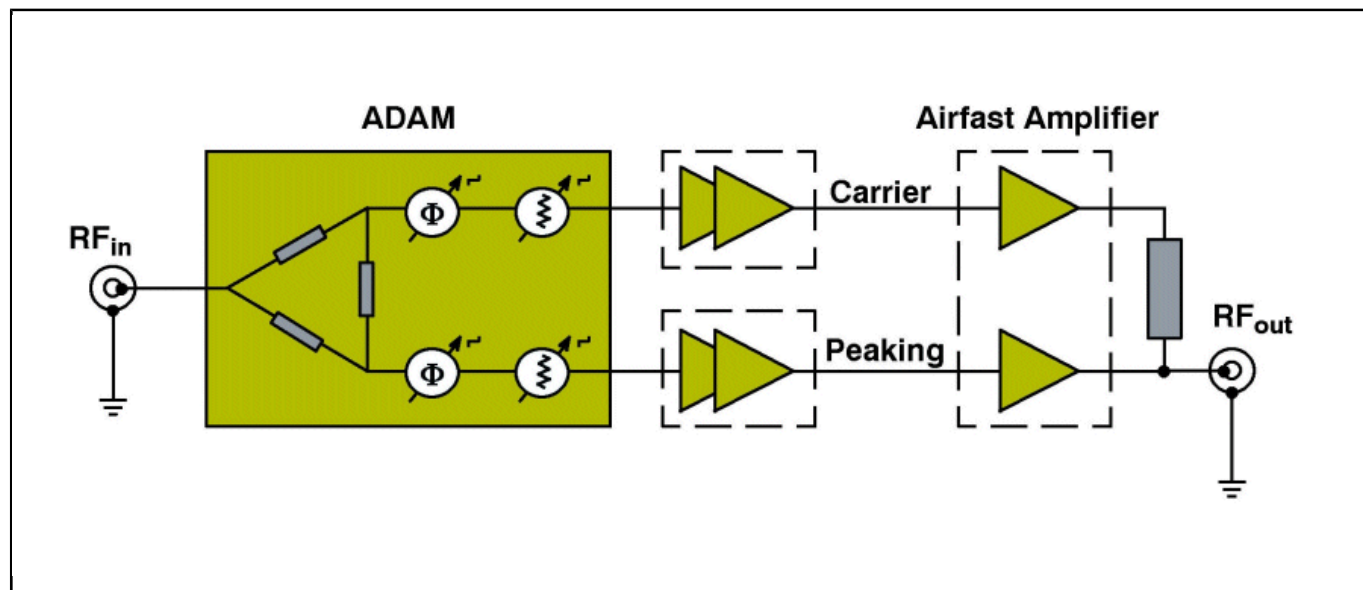 ADAM
Airfast Amplifier
RFin
Φ
Carrier
Φ
Peaking
RFout